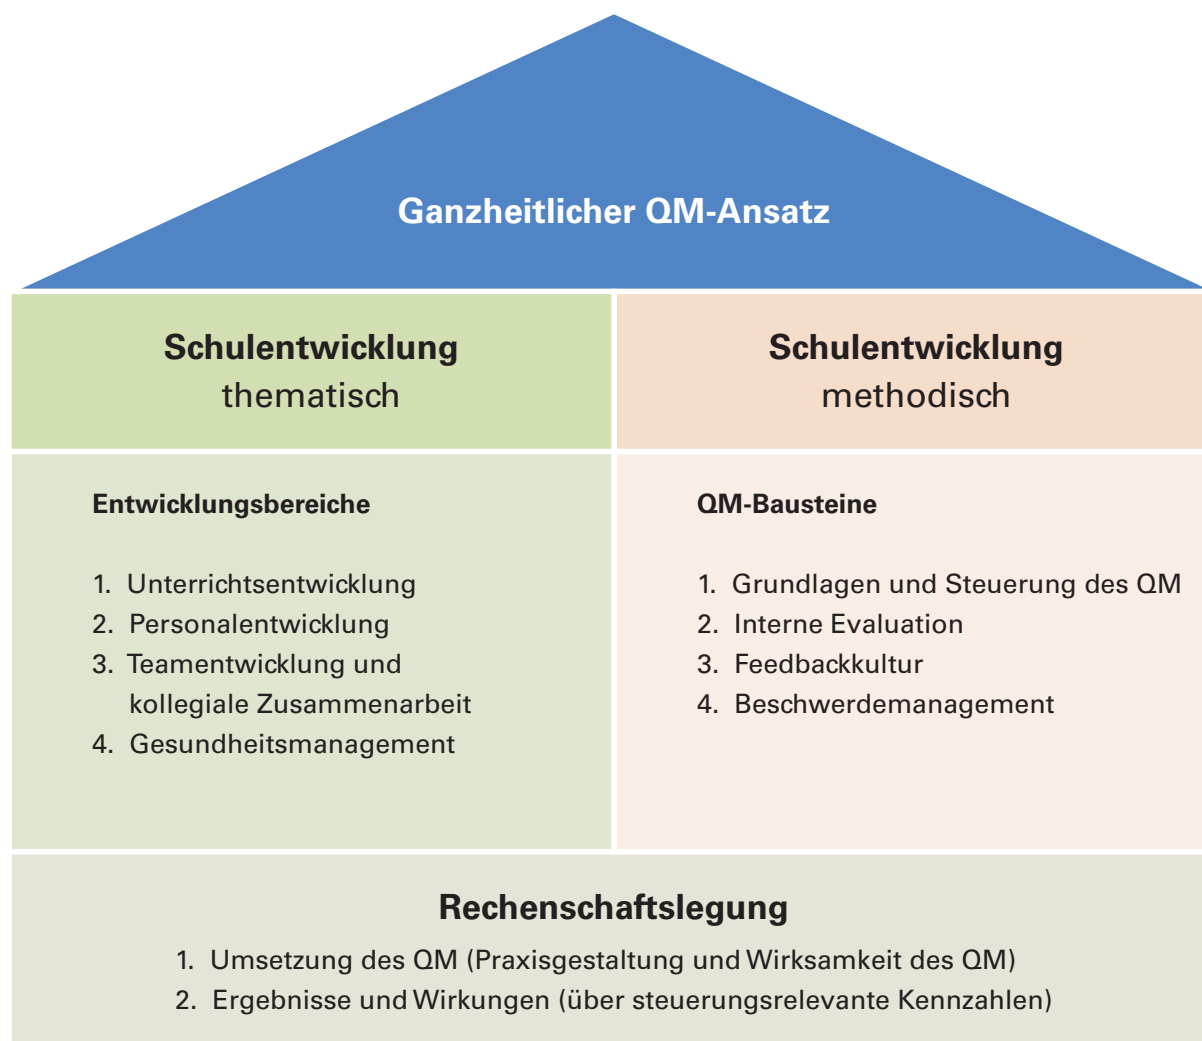 Ganzheitlicher QM-Ansatz
Schulentwicklung
thematisch
Schulentwicklung
methodisch
Entwicklungsbereiche
1. Unterrichtsentwicklung
2. Personalentwicklung
3. Teamentwicklung und
kollegiale Zusammenarbeit
4. Gesundheitsmanagement
QM-Bausteine
1. Grundlagen und Steuerung des QM
2. Interne Evaluation
3. Feedbackkultur
4. Beschwerdemanagement
Rechenschaftslegung
1. Umsetzung des QM (Praxisgestaltung und Wirksamkeit des QM)
2. Ergebnisse und Wirkungen (über steuerungsrelevante Kennzahlen)